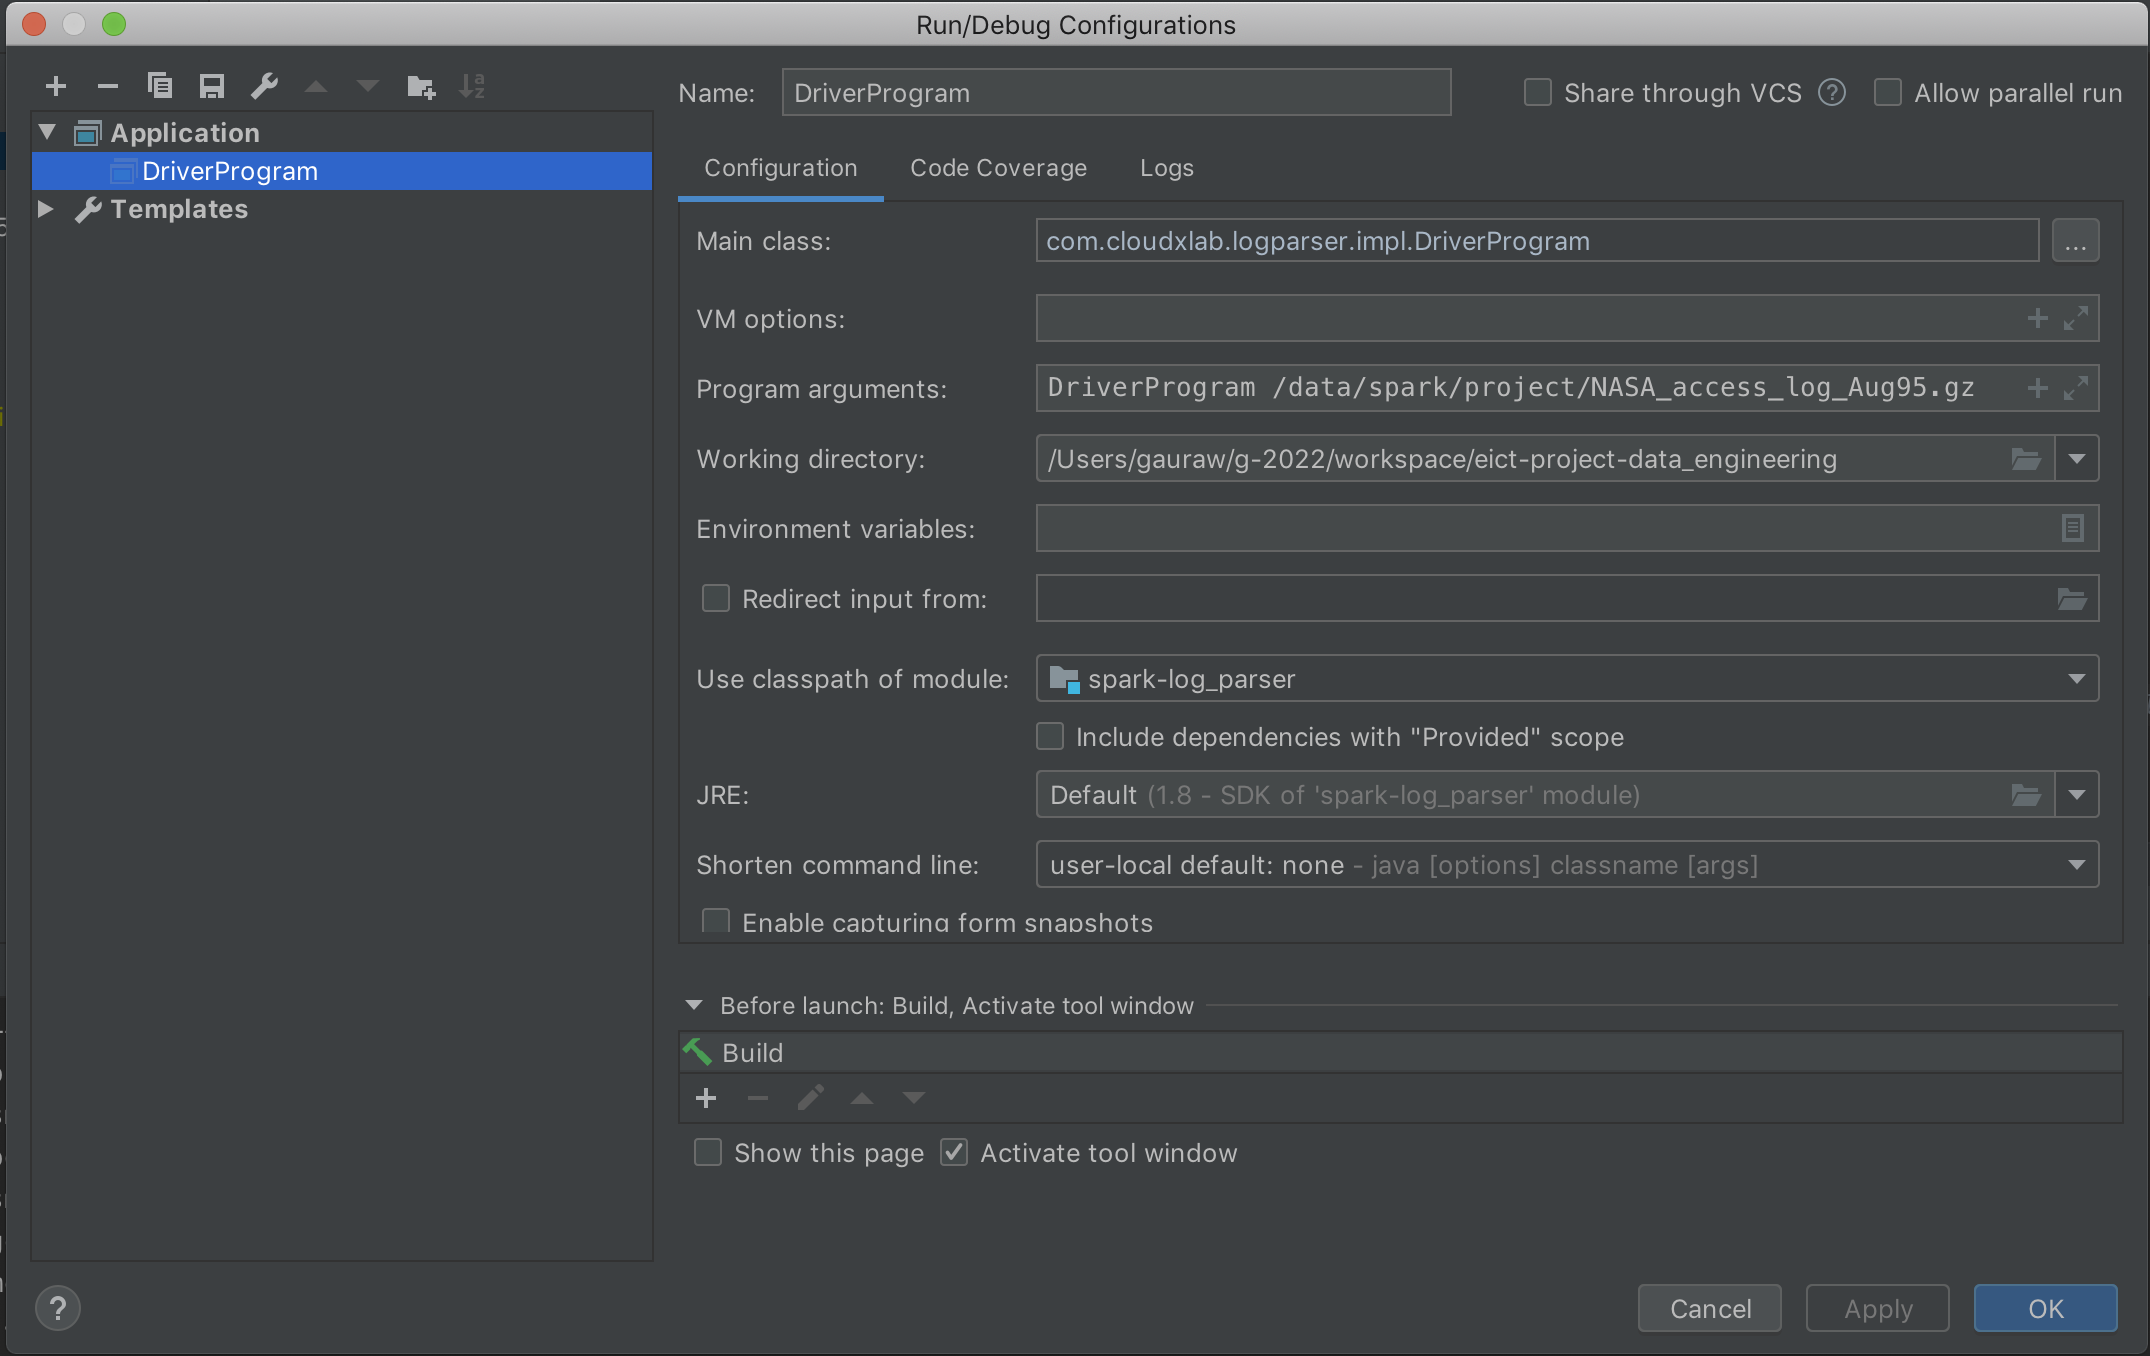 Run/Debug Configurations
Name: DriverProgram
Share through VCS ? Allow parallel run
Application
DriverProgram
Templates
Configuration Code Coverage Logs
Main class: com.cloudxlab.logparser.impl.DriverProgram ...
VM options:
Program arguments: DriverProgram /data/spark/project/NASA_access_log_Aug95.gz
Working directory: /Users/gauraw/g-2022/workspace/eict-project-data_engineering
Environment variables:
Redirect input from:
Use classpath of module: spark-log_parser
Include dependencies with "Provided" scope
JRE: Default (1.8 - SDK of 'spark-log_parser' module)
Shorten command line: user-local default: none - java [options] classname [args]
Enable capturing form snapshots
Before launch: Build, Activate tool window
Build
Show this page Activate tool window
? Cancel Apply OK